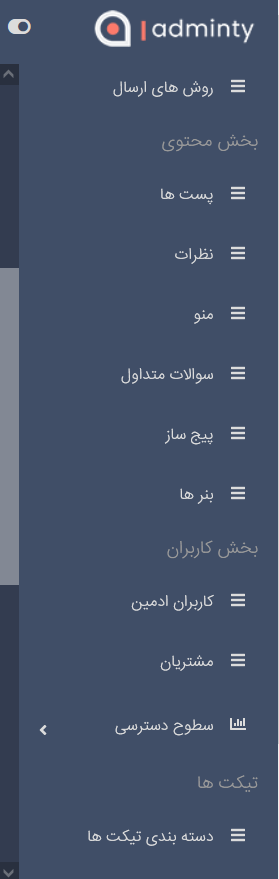 adminty
روش های ارسال
بخش محتوی
پست ها
نظرات
منو
سوالات متداول
پیج ساز
بنر ها
بخش کاربران
کاربران ادمین
مشتریان
سطوح دسترسی
تیکت ها
دسته بندی تیکت ها